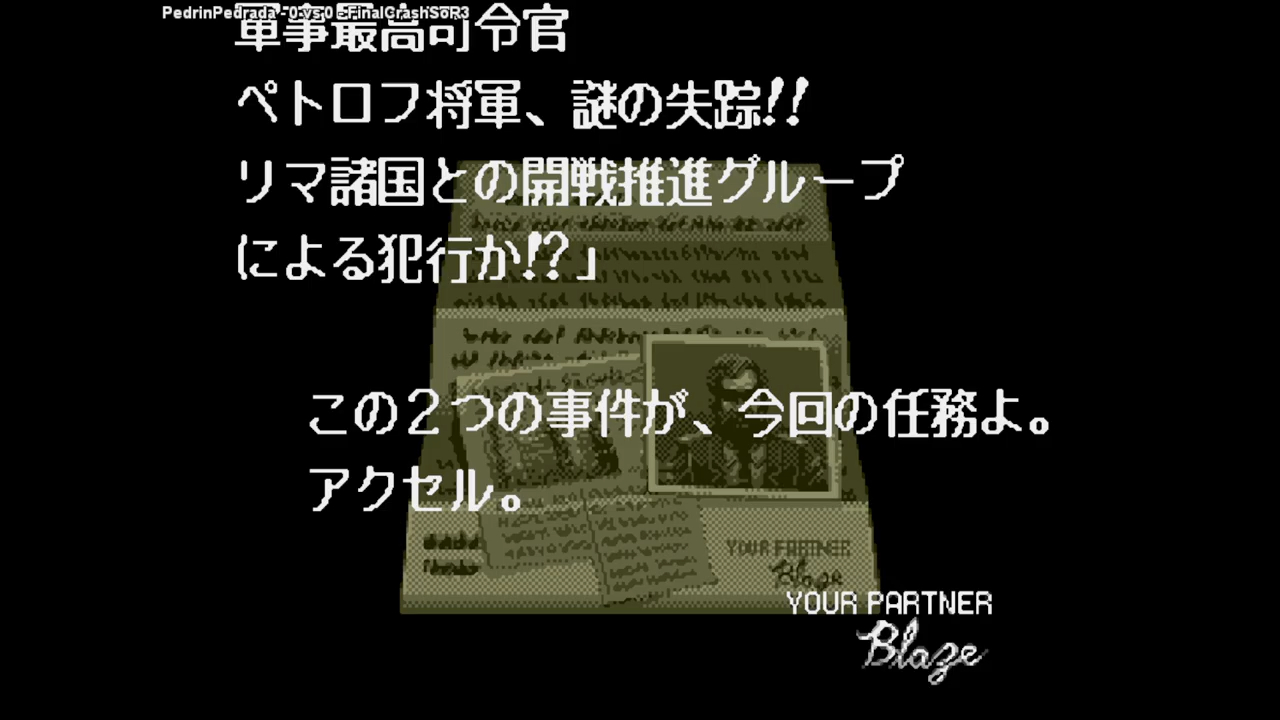 PedrinPedrada - 0 vs 0 - FinalCrashSoR3
軍事最高司令官
ペトロフ将軍、謎の失踪!!
リマ諸国との開戦推進グループ
による犯行か!?」
この2つの事件が、今回の任務よ。
アクセル。
YOUR PARTNER
Blaze
YOUR PARTNER
Blaze